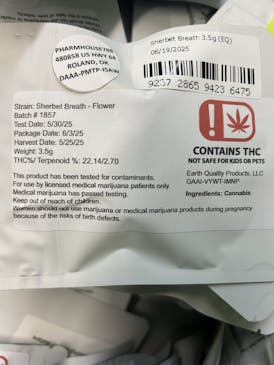 PHARMHOUSE788
480858 US HWY 64
ROLAND, OK
DAAA-PMTP-I5AW
Sherbet Breath 3.5g (EQ)
06/19/2025
9237 2865 9423 6475
Strain: Sherbet Breath - Flower
Batch # 1857
Test Date: 5/30/25
Package Date: 6/3/25
Harvest Date: 5/25/25
Weight: 3.5g
THC%/ Terpenoid %: 22.14/2.70
CONTAINS THC
NOT SAFE FOR KIDS OR PETS
Earth Quality Products, LLC
GAAI-VYWT-IMNP
Ingredients: Cannabis
This product has been tested for contaminants.
For use by licensed medical marijuana patients only.
Medical marijuana has passed testing.
Keep out of reach of children.
Women should not use marijuana or medical marijuana products during pregnancy
because of the risks of birth defects.